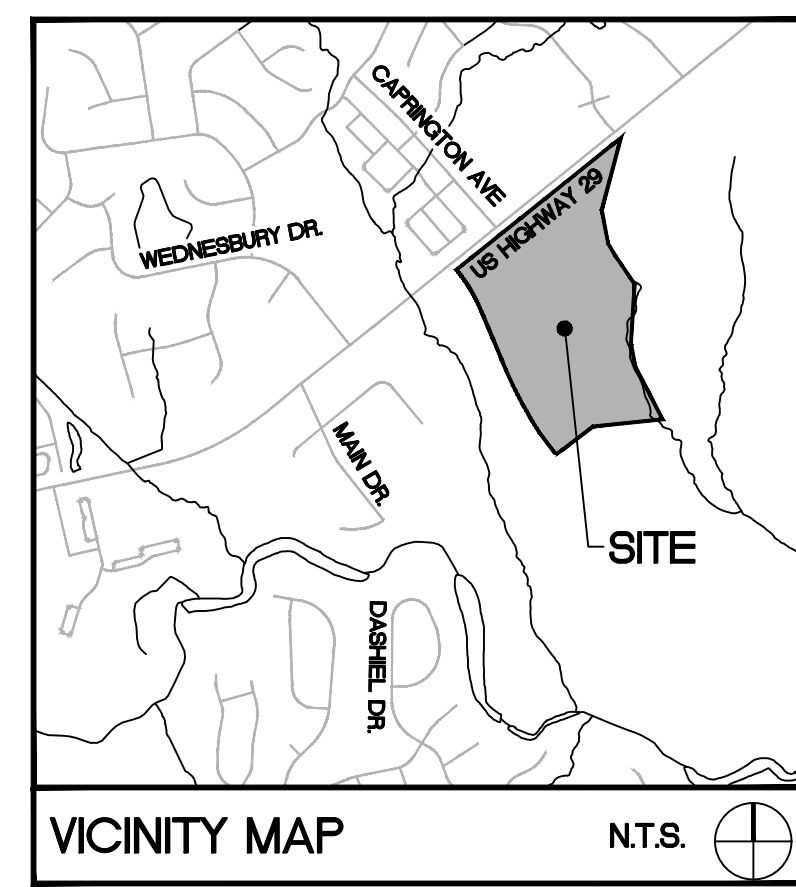 CAPRINGTON AVE
US HIGHWAY 29
WEDNESBURY DR.
MAIN DR.
SITE
DASHIEL DR.
VICINITY MAP
N.T.S.